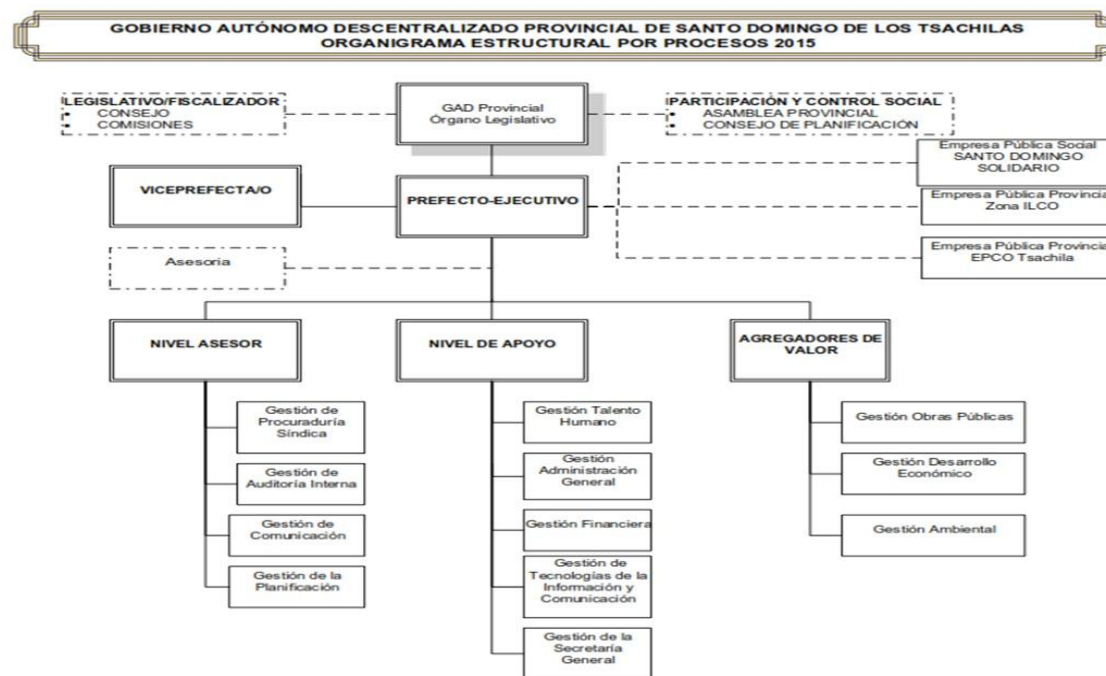 GOBIERNO AUTÓNOMO DESCENTRALIZADO PROVINCIAL DE SANTO DOMINGO DE LOS TSACHILAS
ORGANIGRAMA ESTRUCTURAL POR PROCESOS 2015
LEGISLATIVO/FISCALIZADOR
• CONSEJO
• COMISIONES
GAD Provincial
Órgano Legislativo
PARTICIPACIÓN Y CONTROL SOCIAL
• ASAMBLEA PROVINCIAL
• CONSEJO DE PLANIFICACIÓN
Empresa Pública Social
SANTO DOMINGO
SOLIDARIO
VICEPREFECTA/O
PREFECTO-EJECUTIVO
Empresa Pública Provincia
Zona ILCO
Empresa Pública Provincia
EPCO Tsachila
Asesoria
NIVEL ASESOR
NIVEL DE APOYO
AGREGADORES DE
VALOR
Gestión de
Procuraduría
Síndica
Gestión de
Auditoría Interna
Gestión de
Comunicación
Gestión de la
Planificación
Gestión Talento
Humano
Gestión
Administración
General
Gestión Financiera
Gestión de
Tecnologías de la
Información y
Comunicación
Gestión de la
Secretaría
General
Gestión Obras Públicas
Gestión Desarrollo
Económico
Gestión Ambiental